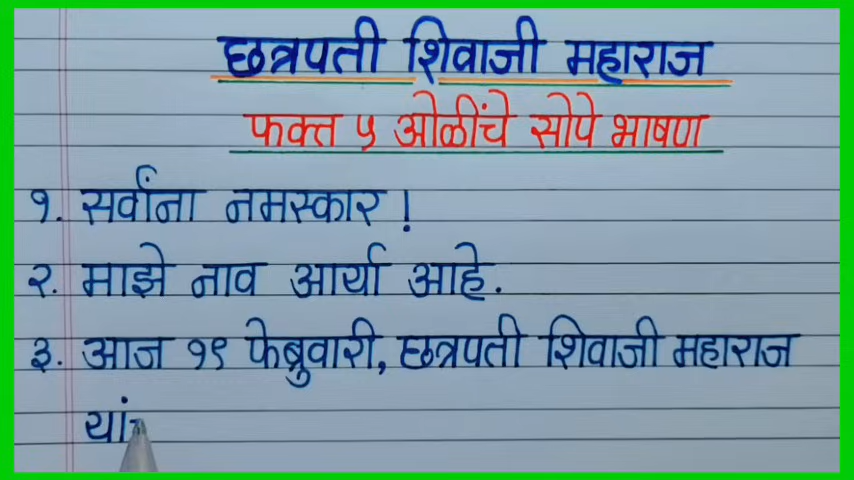 छत्रपती शिवाजी महाराज
फक्त ५ ओळींचे सोपे भाषण
१. सर्वांना नमस्कार !
२. माझे नाव आर्या आहे.
३. आज १९ फेब्रुवारी, छत्रपती शिवाजी महाराज
यां